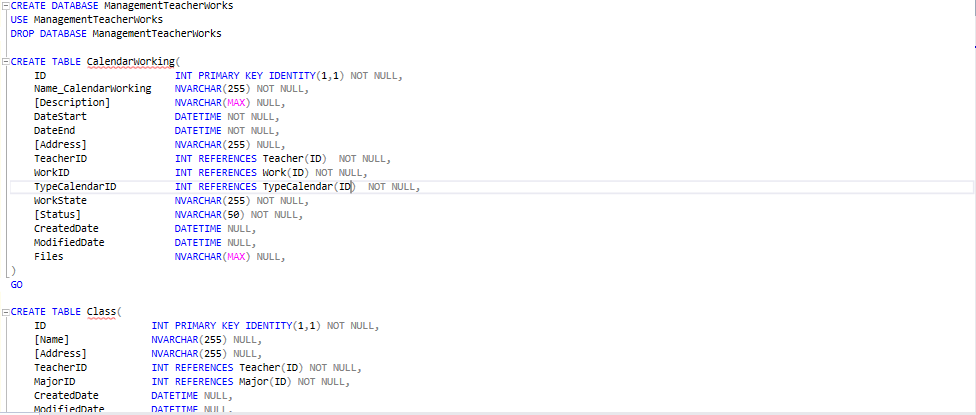 CREATE DATABASE ManagementTeacherWorks
USE ManagementTeacherWorks
DROP DATABASE ManagementTeacherWorks
CREATE TABLE CalendarWorking(
ID INT PRIMARY KEY IDENTITY(1,1) NOT NULL,
Name_CalendarWorking NVARCHAR(255) NOT NULL,
[Description] NVARCHAR(MAX) NULL,
DateStart DATETIME NOT NULL,
DateEnd DATETIME NOT NULL,
[Address] NVARCHAR(255) NULL,
TeacherID INT REFERENCES Teacher(ID) NOT NULL,
WorkID INT REFERENCES Work(ID) NOT NULL,
TypeCalendarID INT REFERENCES TypeCalendar(ID) NOT NULL,
WorkState NVARCHAR(255) NOT NULL,
[Status] NVARCHAR(50) NOT NULL,
CreatedDate DATETIME NULL,
ModifiedDate DATETIME NULL,
Files NVARCHAR(MAX) NULL,
)
GO
CREATE TABLE Class(
ID INT PRIMARY KEY IDENTITY(1,1) NOT NULL,
[Name] NVARCHAR(255) NULL,
[Address] NVARCHAR(255) NULL,
TeacherID INT REFERENCES Teacher(ID) NOT NULL,
MajorID INT REFERENCES Major(ID) NOT NULL,
CreatedDate DATETIME NULL,
ModifiedDate DATETIME NULL,